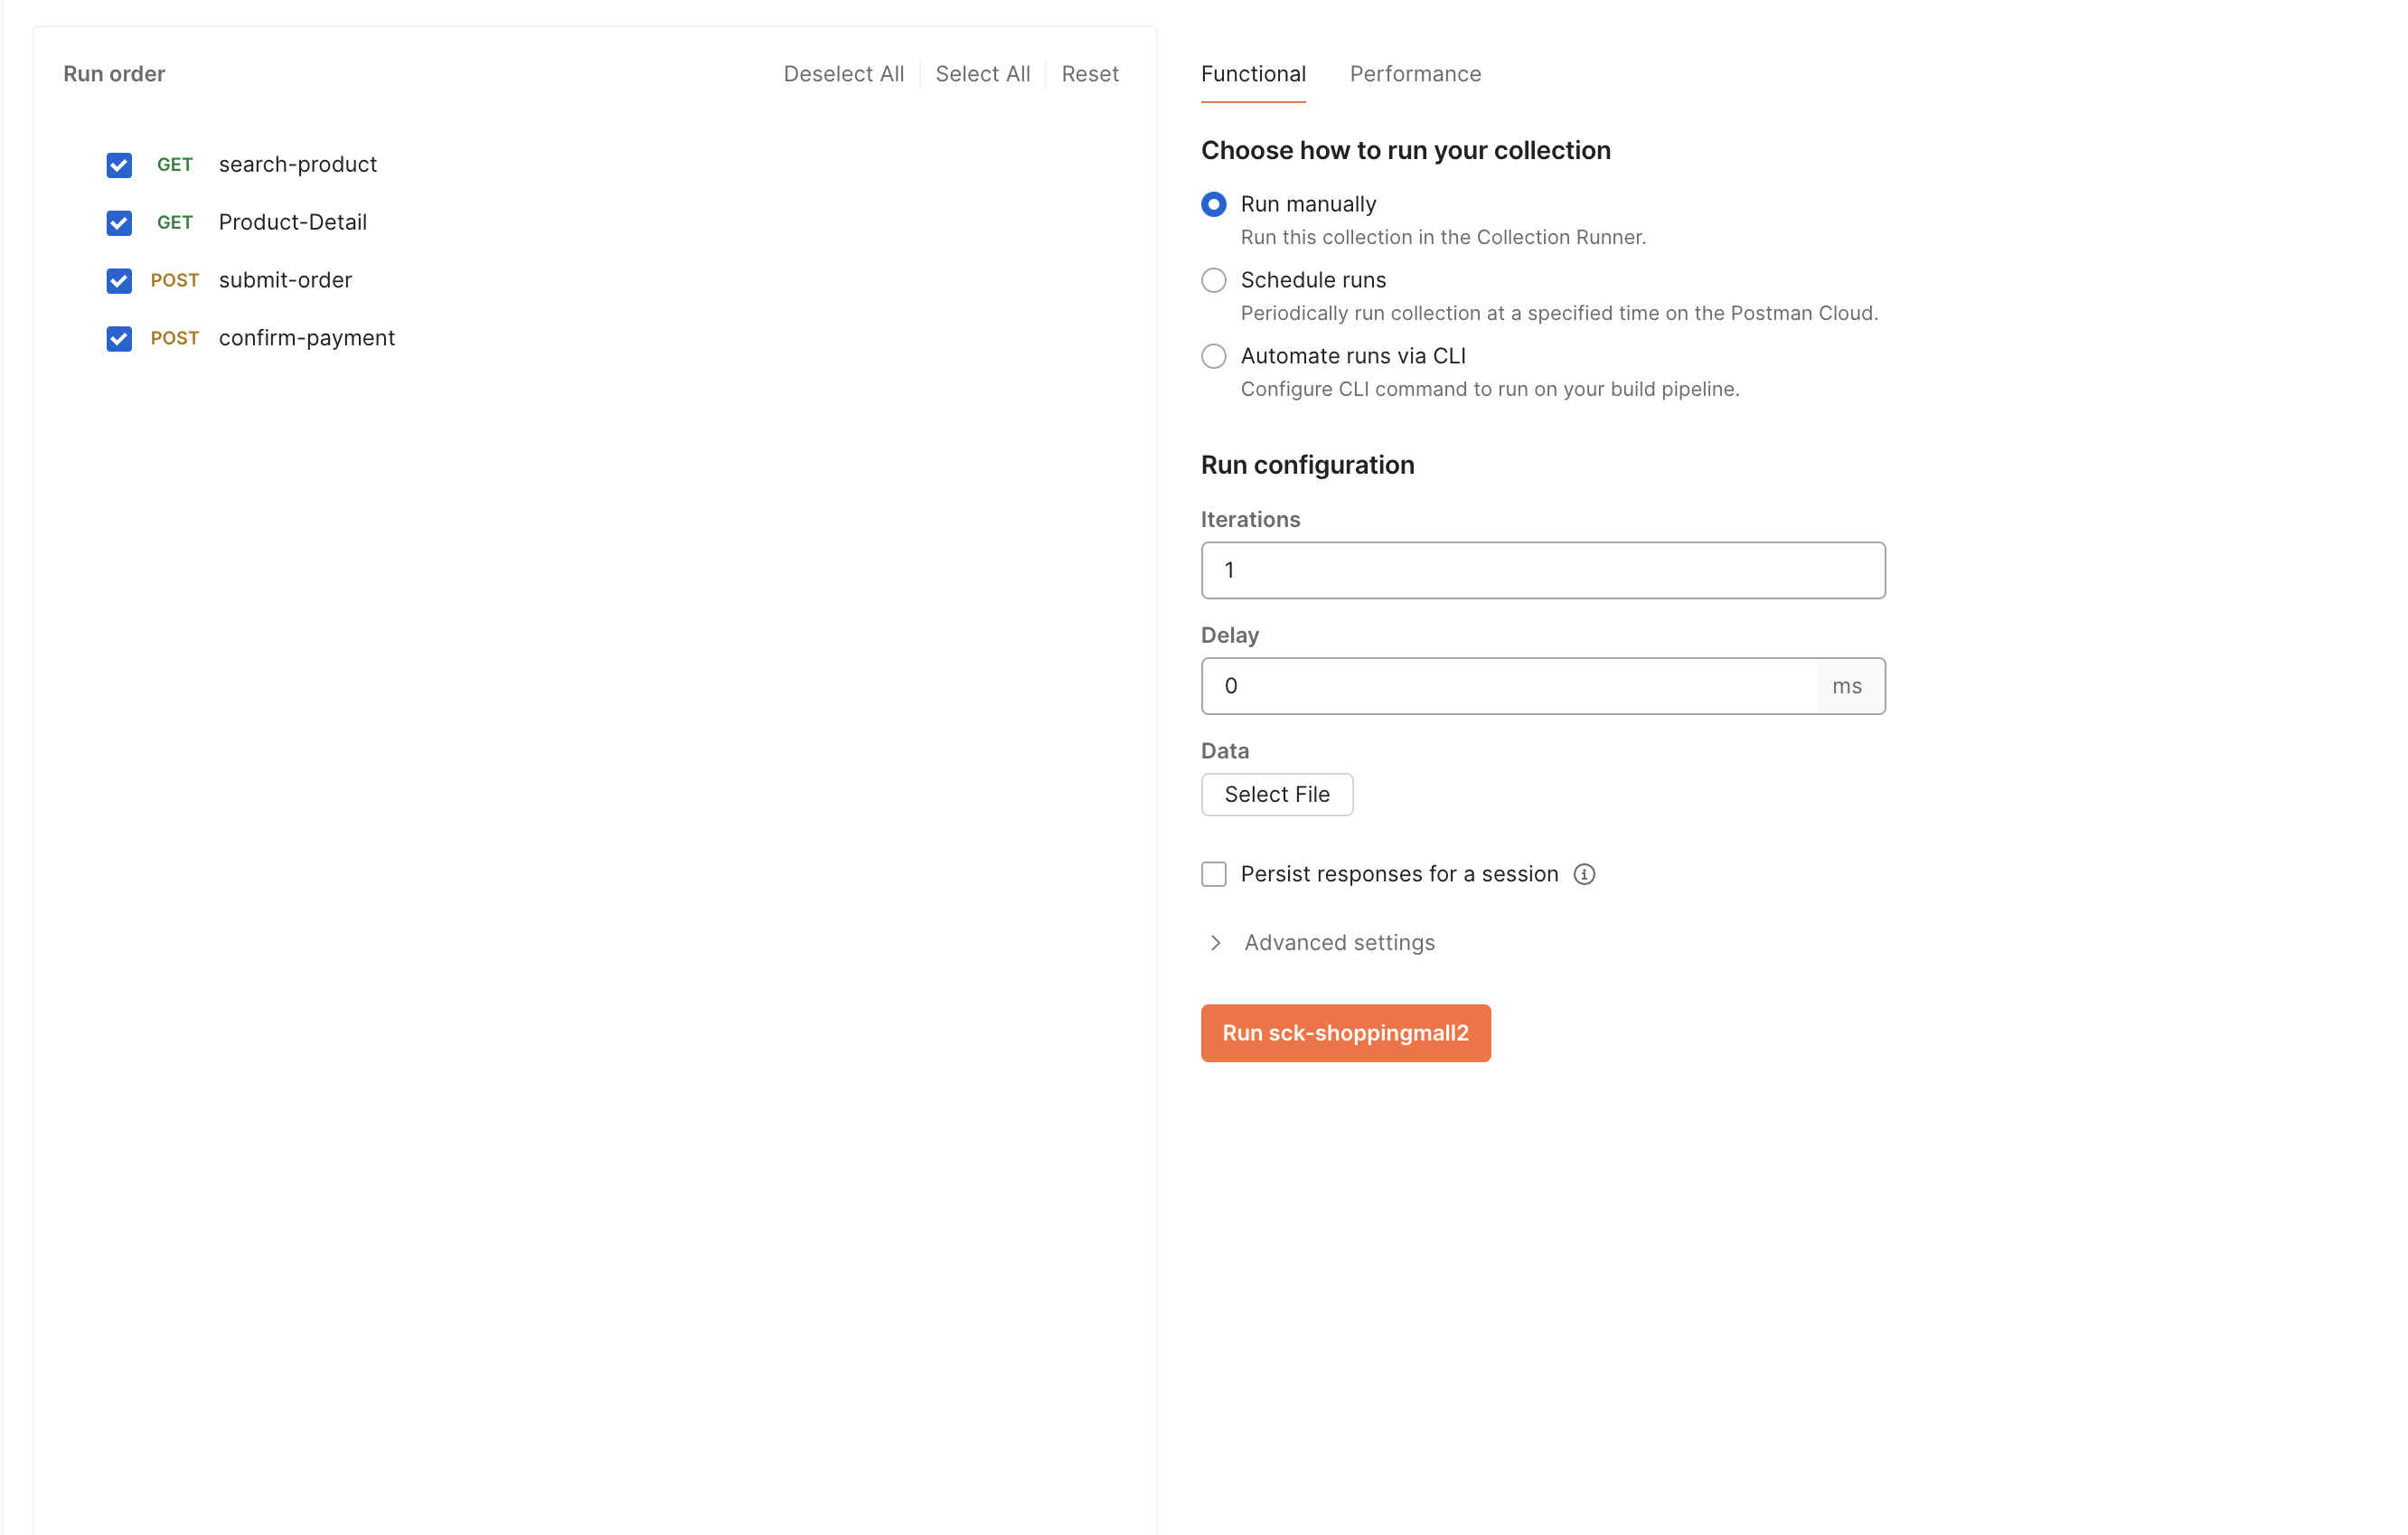 Run order
Deselect All
Select All
Reset
GET search-product
GET Product-Detail
POST submit-order
POST confirm-payment
Functional
Performance
Choose how to run your collection
Run manually
Run this collection in the Collection Runner.
Schedule runs
Periodically run collection at a specified time on the Postman Cloud.
Automate runs via CLI
Configure CLI command to run on your build pipeline.
Run configuration
Iterations
1
Delay
0 ms
Data
Select File
Persist responses for a session
Advanced settings
Run sck-shoppingmall2